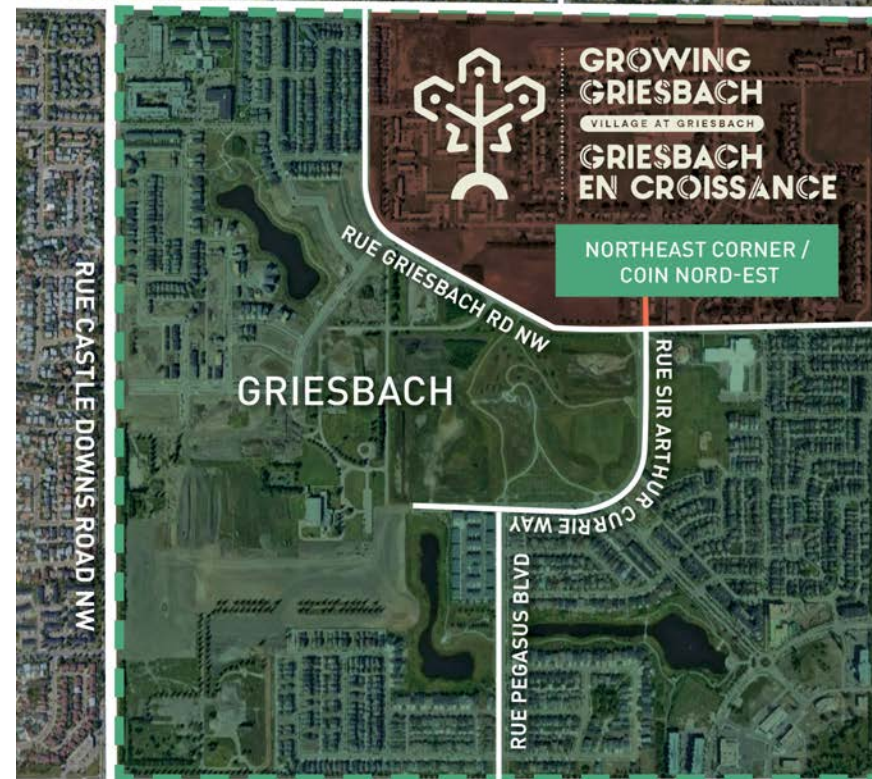 GROWING
GRIESBACH
VILLAGE AT GRIESBACH
GRIESBACH
EN CROISSANCE
NORTHEAST CORNER /
COIN NORD-EST
RUE GRIESBACH RD NW
RUE CASTLE DOWNS ROAD NW
GRIESBACH
RUE SIR ARTHUR CURRIE WAY
RUE PEGASUS BLVD